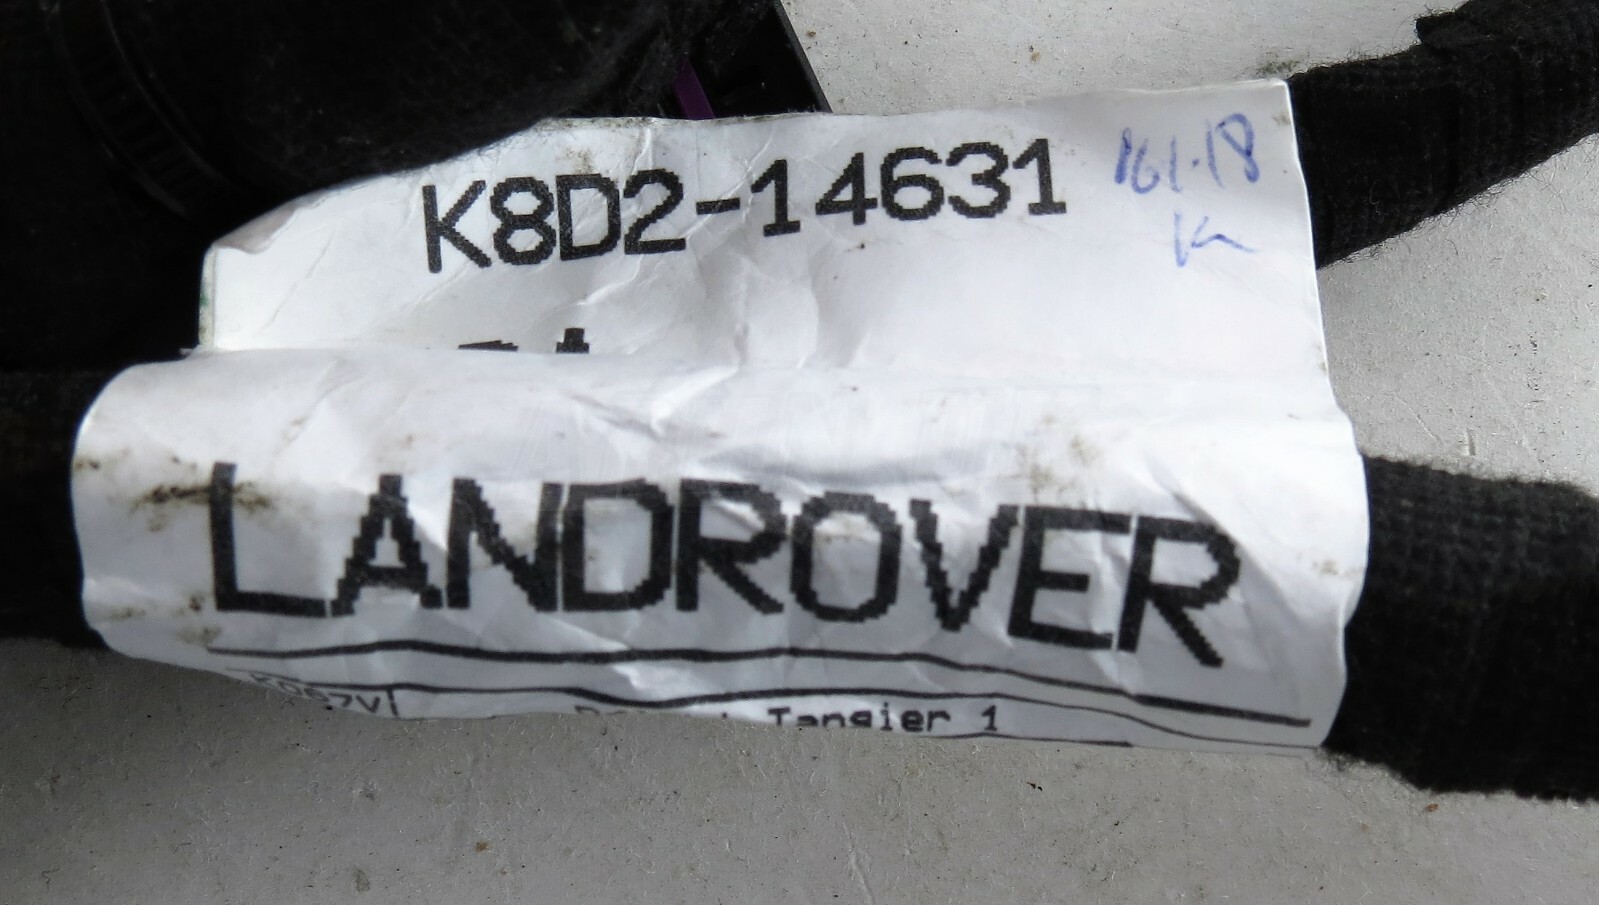 K8D2-14631
161-18
LANDROVER
Tangier 1